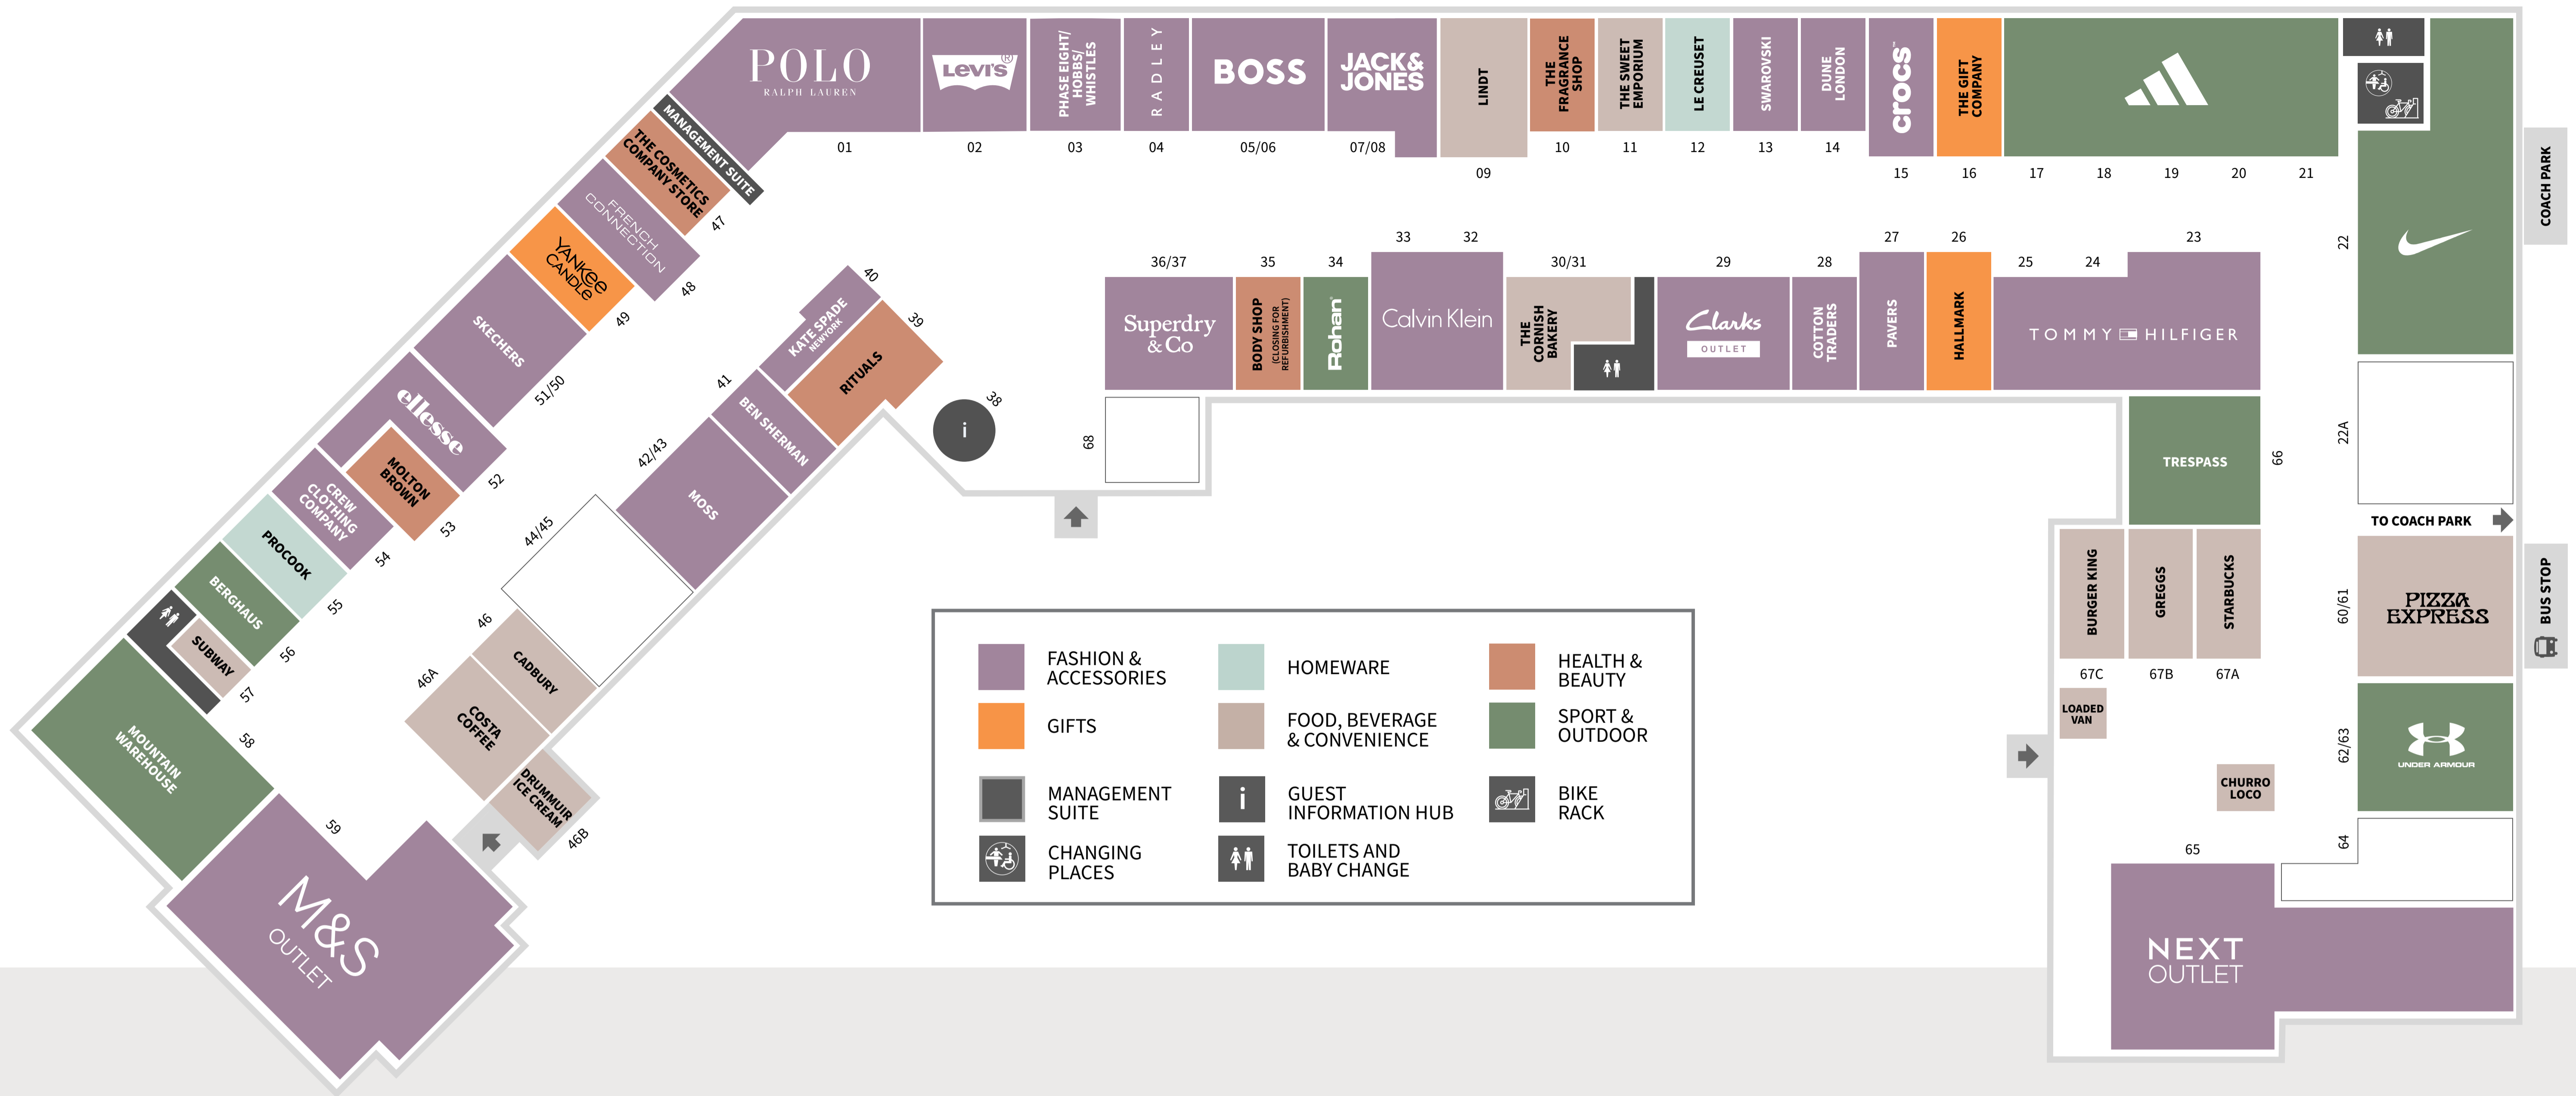 POLO
RALPH LAUREN
01
Levi's®
02
PHASE EIGHT/
HOBBS/
WHISTLES
03
RADLEY
04
BOSS
05/06
JACK&
JONES
07/08
LINDT
09
THE
FRAGRANCE
SHOP
10
THE SWEET
EMPORIUM
11
LE CREUSET
12
SWAROVSKI
13
DUNE
LONDON
14
crocs™
15
THE GIFT
COMPANY
16
17
18
19
20
21
22
COACH PARK
22A
TO COACH PARK
PIZZA
EXPRESS
60/61
BUS STOP
UNDER ARMOUR
62/63
64
65
NEXT
OUTLET
CHURRO
LOCO
LOADED
VAN
BURGER KING
67C
GREGGS
67B
STARBUCKS
67A
TRESPASS
66
23
24
25
TOMMY HILFIGER
26
HALLMARK
27
PAVERS
28
COTTON
TRADERS
29
Clarks
OUTLET
30/31
THE
CORNISH
BAKERY
32
33
Calvin Klein
34
Rohan
35
BODY SHOP
(CLOSING FOR
REFURBISHMENT)
36/37
Superdry
& Co
68
i
38
RITUALS
39
KATE SPADE
NEW YORK
40
BEN SHERMAN
41
MOSS
42/43
44/45
CADBURY
46
COSTA
COFFEE
46A
DRUMMUIR
ICE CREAM
46B
MANAGEMENT SUITE
THE COSMETICS
COMPANY STORE
47
FRENCH
CONNECTION
48
YANKEE
CANDLE
49
SKECHERS
51/50
ellesse
52
MOLTON
BROWN
53
CREW
CLOTHING
COMPANY
54
PROCOOK
55
BERGHAUS
56
SUBWAY
57
MOUNTAIN
WAREHOUSE
58
M&S
OUTLET
59
FASHION &
ACCESSORIES
HOMEWARE
HEALTH &
BEAUTY
GIFTS
FOOD, BEVERAGE
& CONVENIENCE
SPORT &
OUTDOOR
MANAGEMENT
SUITE
i
GUEST
INFORMATION HUB
BIKE
RACK
CHANGING
PLACES
TOILETS AND
BABY CHANGE